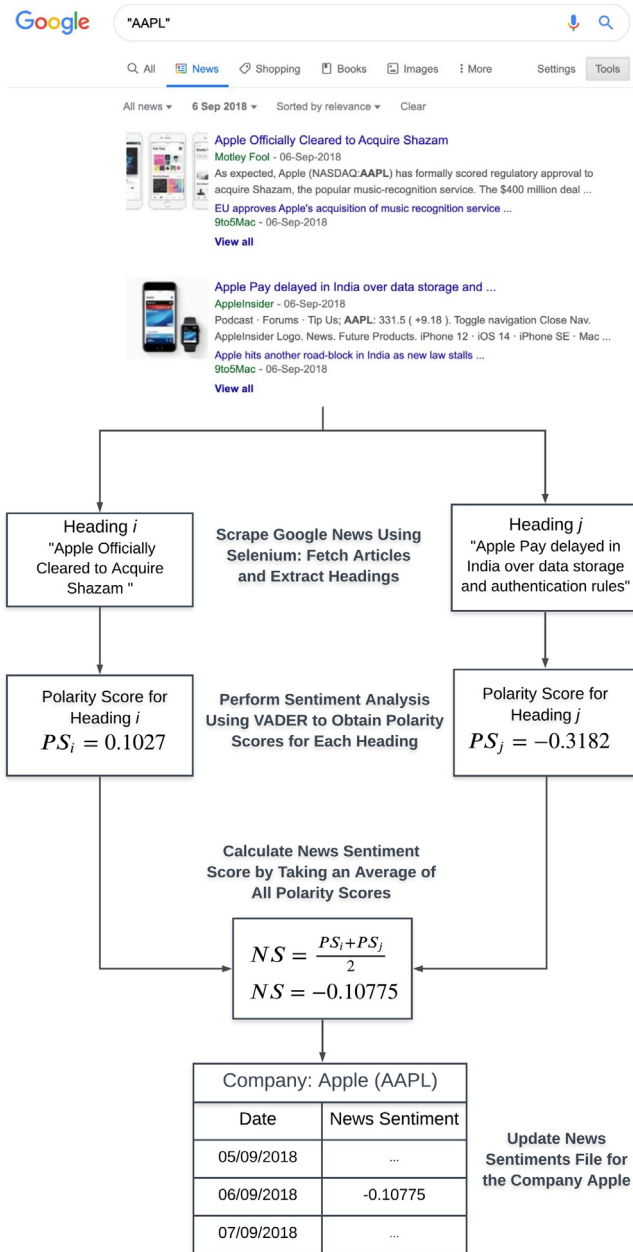 Google
"AAPL"
All News Shopping Books Images More Settings Tools
All news 6 Sep 2018 Sorted by relevance Clear
Apple Officially Cleared to Acquire Shazam
Motley Fool - 06-Sep-2018
As expected, Apple (NASDAQ:AAPL) has formally scored regulatory approval to
acquire Shazam, the popular music-recognition service. The $400 million deal ...
EU approves Apple's acquisition of music recognition service ...
9to5Mac - 06-Sep-2018
View all
Apple Pay delayed in India over data storage and ...
AppleInsider - 06-Sep-2018
Podcast · Forums · Tip Us; AAPL: 331.5 ( +9.18 ). Toggle navigation Close Nav.
AppleInsider Logo. News. Future Products. iPhone 12 · iOS 14 · iPhone SE · Mac ...
Apple hits another road-block in India as new law stalls ...
9to5Mac - 06-Sep-2018
View all
Heading i
"Apple Officially
Cleared to Acquire
Shazam "
Scrape Google News Using
Selenium: Fetch Articles
and Extract Headings
Heading j
"Apple Pay delayed in
India over data storage
and authentication rules"
Polarity Score for
Heading i
PSᵢ = 0.1027
Perform Sentiment Analysis
Using VADER to Obtain Polarity
Scores for Each Heading
Polarity Score for
Heading j
PSⱼ = −0.3182
Calculate News Sentiment
Score by Taking an Average of
All Polarity Scores
NS = PSᵢ+PSⱼ / 2
NS = −0.10775
Company: Apple (AAPL)
Date News Sentiment
05/09/2018 ...
06/09/2018 -0.10775
07/09/2018 ...
Update News
Sentiments File for
the Company Apple